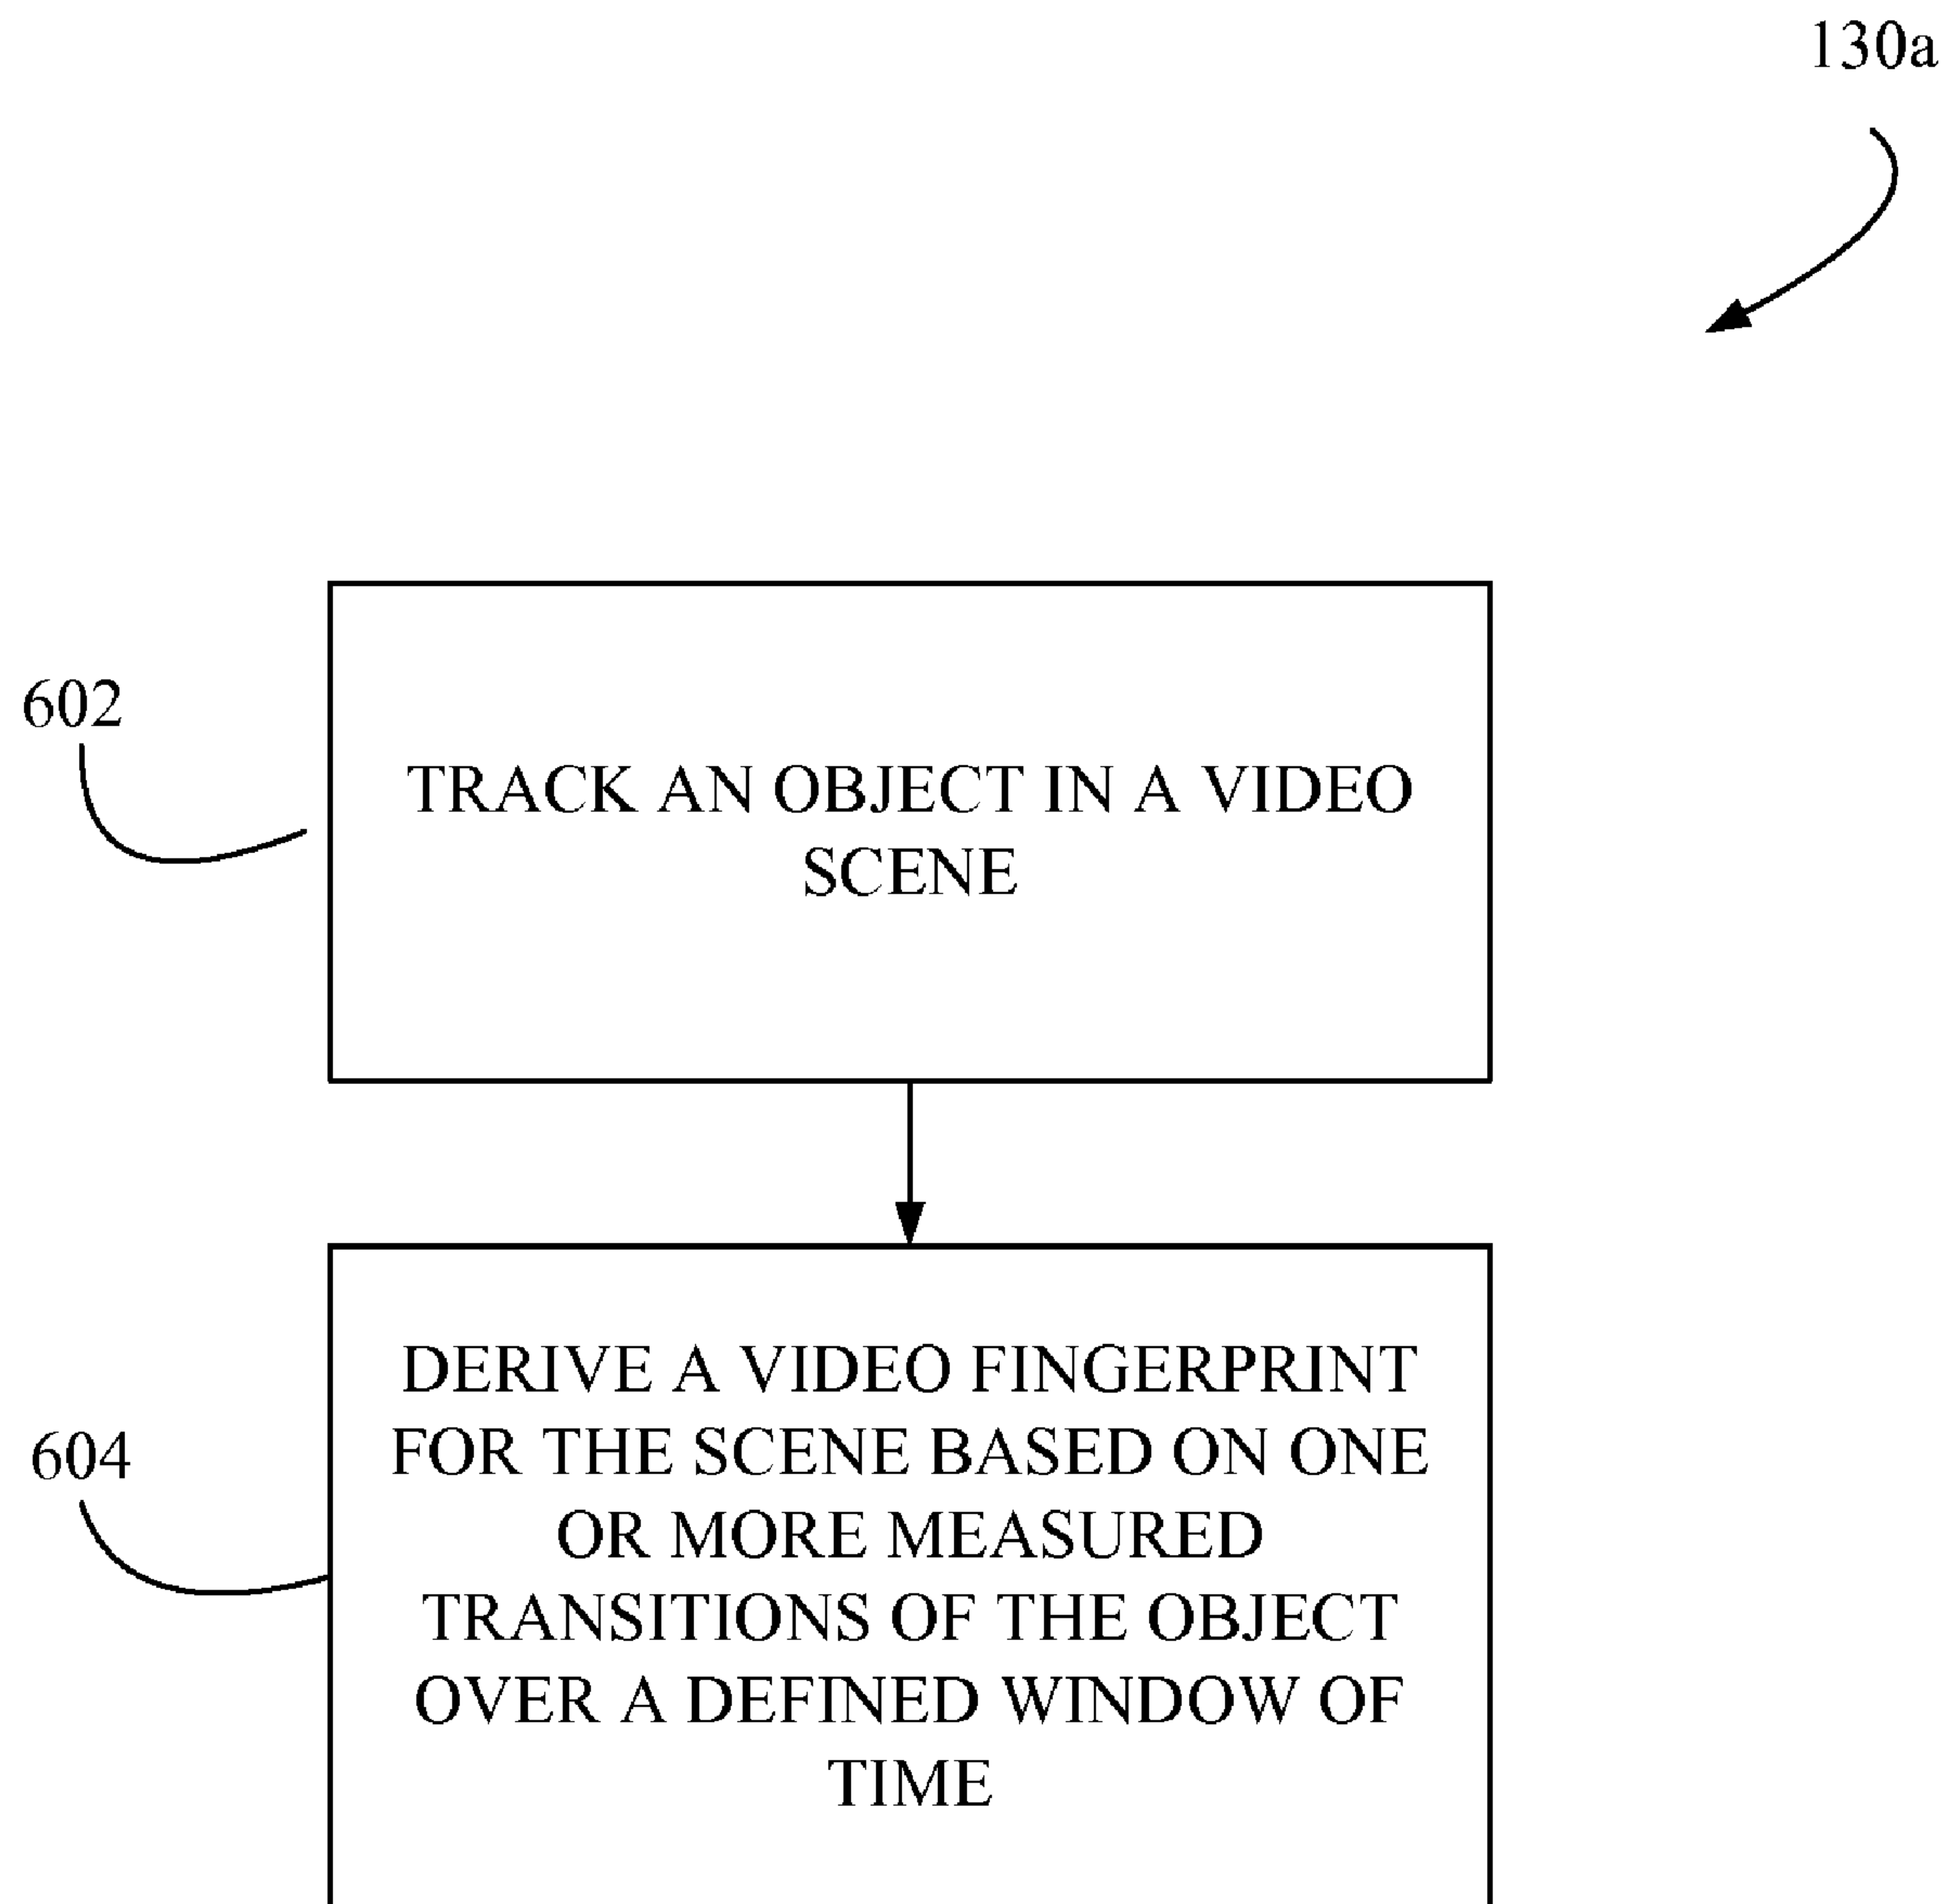 130a
602
TRACK AN OBJECT IN A VIDEO
SCENE
604
DERIVE A VIDEO FINGERPRINT
FOR THE SCENE BASED ON ONE
OR MORE MEASURED
TRANSITIONS OF THE OBJECT
OVER A DEFINED WINDOW OF
TIME